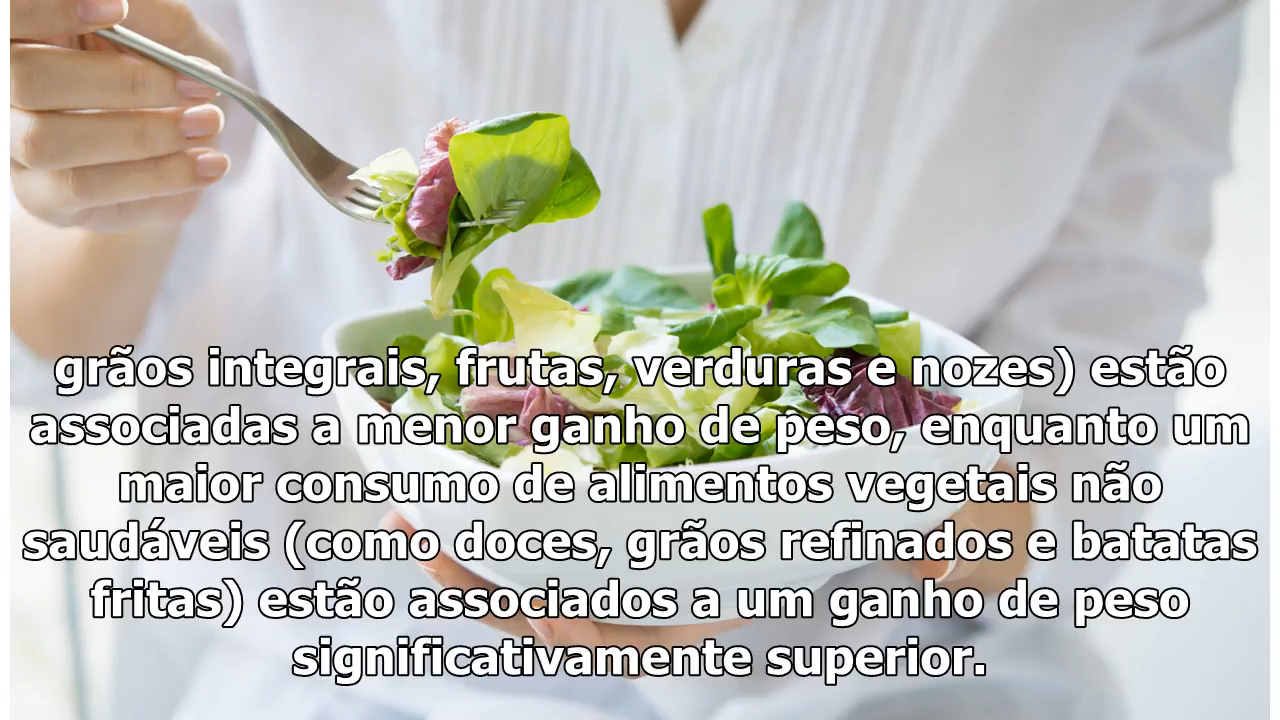 grãos integrais, frutas, verduras e nozes) estão
associadas a menor ganho de peso, enquanto um
maior consumo de alimentos vegetais não
saudáveis (como doces, grãos refinados e batatas
fritas) estão associados a um ganho de peso
significativamente superior.